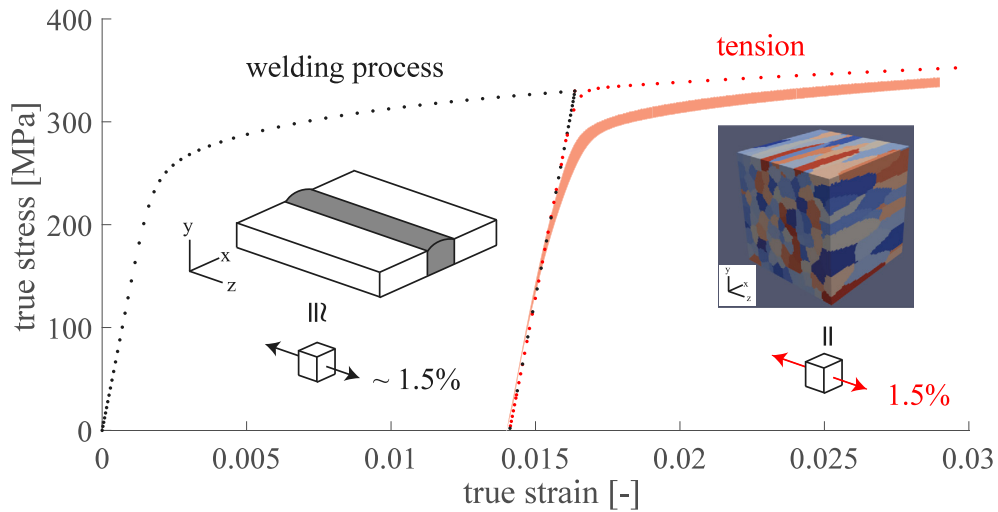 400
300
200
100
0
true stress [MPa]
welding process
tension
y
x
z
≈
~ 1.5%
y
x
z
=
1.5%
0
0.005
0.01
0.015
0.02
0.025
0.03
true strain [-]